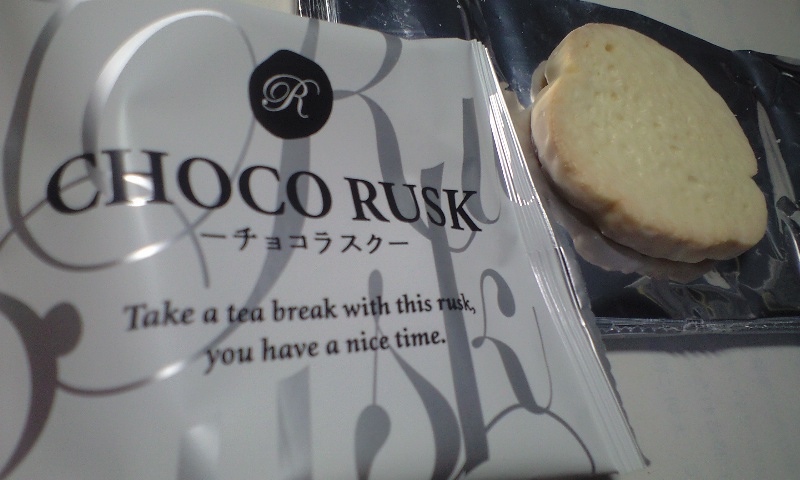 R
CHOCO RUSK
ーチョコラスクー
Take a tea break with this rusk,
you have a nice time.
Rusk